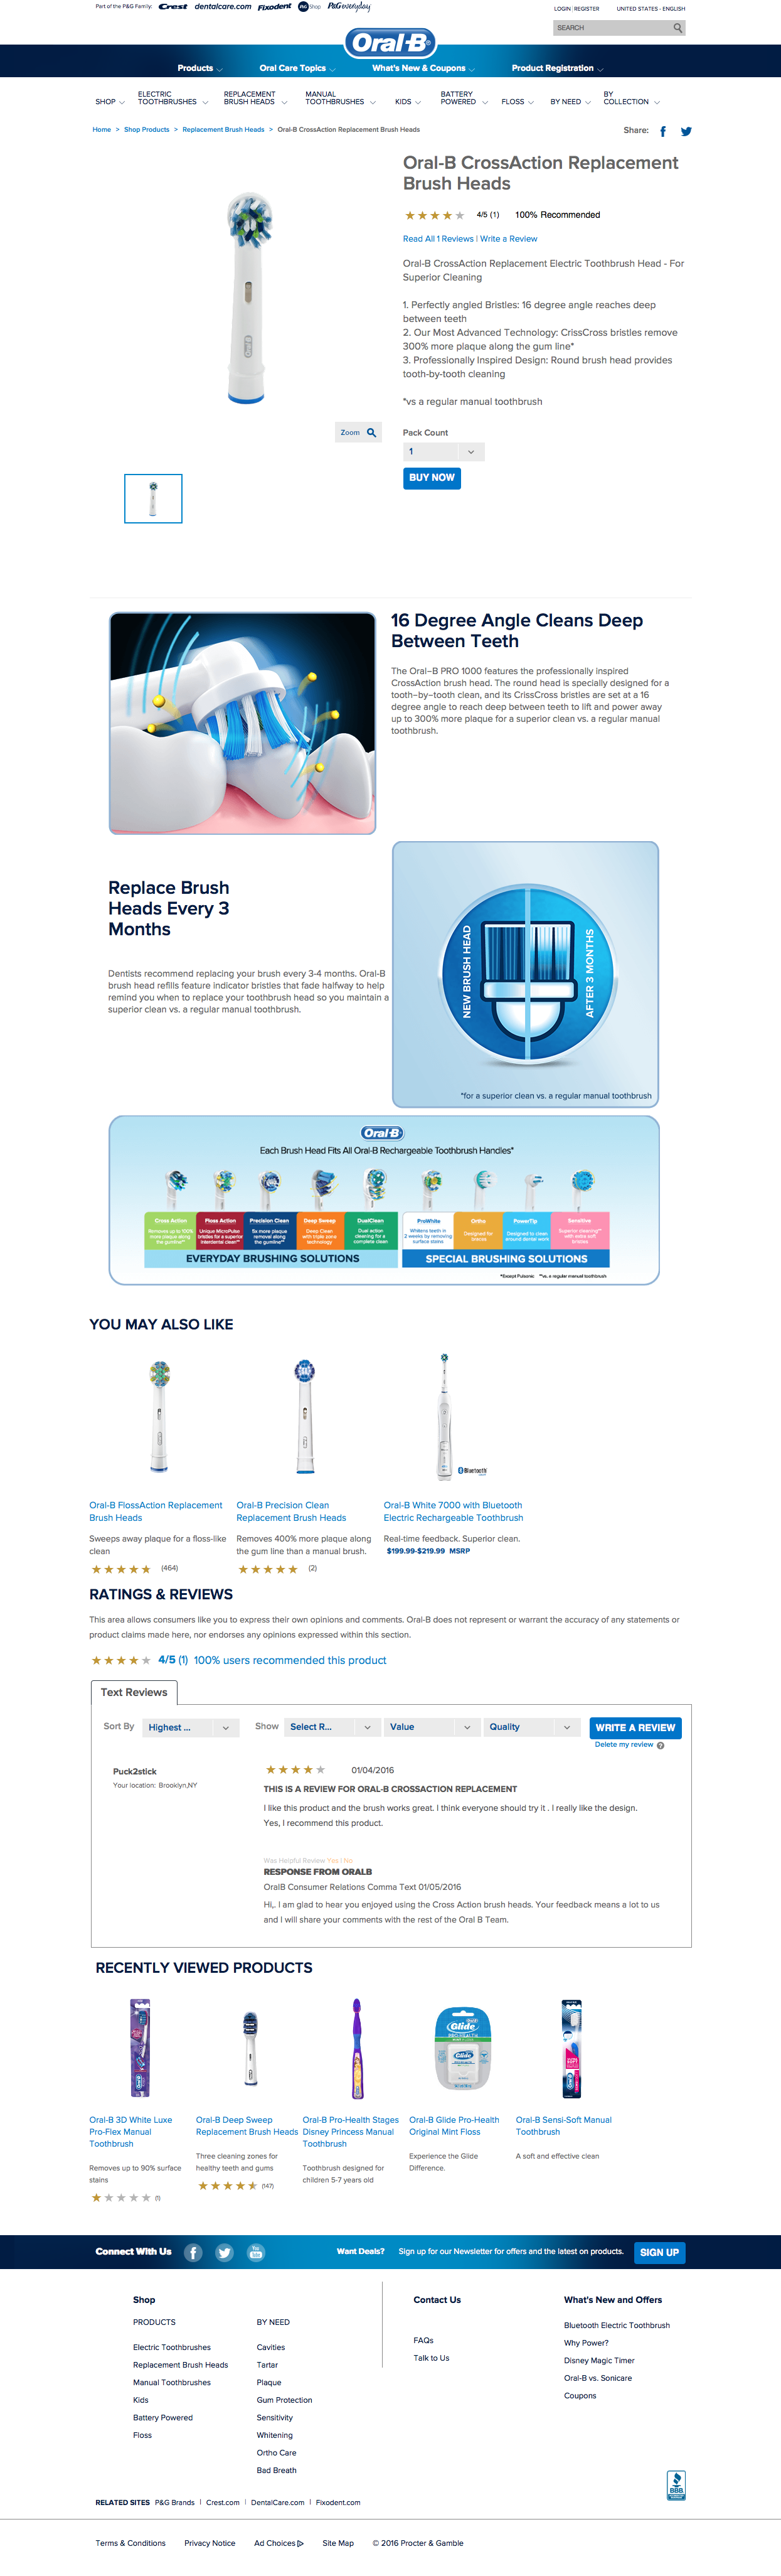 Part of the P&G Family: Crest dentalcare.com Fixodent P&G Shop P&Geveryday
LOGIN | REGISTER UNITED STATES - ENGLISH
SEARCH
Oral-B
Products Oral Care Topics What's New & Coupons Product Registration
SHOP ELECTRIC TOOTHBRUSHES REPLACEMENT BRUSH HEADS MANUAL TOOTHBRUSHES KIDS BATTERY POWERED FLOSS BY NEED BY COLLECTION
Home > Shop Products > Replacement Brush Heads > Oral-B CrossAction Replacement Brush Heads
Share:
Oral-B CrossAction Replacement
Brush Heads
4/5 (1) 100% Recommended
Read All 1 Reviews | Write a Review
Oral-B CrossAction Replacement Electric Toothbrush Head - For
Superior Cleaning
1. Perfectly angled Bristles: 16 degree angle reaches deep
between teeth
2. Our Most Advanced Technology: CrissCross bristles remove
300% more plaque along the gum line*
3. Professionally Inspired Design: Round brush head provides
tooth-by-tooth cleaning
*vs a regular manual toothbrush
Zoom
Pack Count
1
BUY NOW
16 Degree Angle Cleans Deep
Between Teeth
The Oral-B PRO 1000 features the professionally inspired
CrossAction brush head. The round head is specially designed for a
tooth-by-tooth clean, and its CrissCross bristles are set at a 16
degree angle to reach deep between teeth to lift and power away
up to 300% more plaque for a superior clean vs. a regular manual
toothbrush.
Replace Brush
Heads Every 3
Months
Dentists recommend replacing your brush every 3-4 months. Oral-B
brush head refills feature indicator bristles that fade halfway to help
remind you when to replace your toothbrush head so you maintain a
superior clean vs. a regular manual toothbrush.
NEW BRUSH HEAD
AFTER 3 MONTHS
*for a superior clean vs. a regular manual toothbrush
Oral-B
Each Brush Head Fits All Oral-B Rechargeable Toothbrush Handles*
Cross Action Floss Action Precision Clean Deep Sweep DualClean ProWhite Ortho PowerTip Sensitive
Removes up to 100% more plaque along the gumline**
Unique MicroPulse bristles for a superior interdental clean**
5x more plaque removal along the gumline**
Deep Clean with triple zone technology
Dual action cleaning for a complete clean
Whitens teeth in 2 weeks by removing surface stains
Designed for braces
Designed to clean around dental work
Superior cleaning** with extra soft bristles
EVERYDAY BRUSHING SOLUTIONS SPECIAL BRUSHING SOLUTIONS
*Except Pulsonic **vs. a regular manual toothbrush
YOU MAY ALSO LIKE
Bluetooth
Oral-B FlossAction Replacement
Brush Heads
Sweeps away plaque for a floss-like
clean
(464)
Oral-B Precision Clean
Replacement Brush Heads
Removes 400% more plaque along
the gum line than a manual brush.
(2)
Oral-B White 7000 with Bluetooth
Electric Rechargeable Toothbrush
Real-time feedback. Superior clean.
$199.99-$219.99 MSRP
RATINGS & REVIEWS
This area allows consumers like you to express their own opinions and comments. Oral-B does not represent or warrant the accuracy of any statements or
product claims made here, nor endorses any opinions expressed within this section.
4/5 (1) 100% users recommended this product
Text Reviews
Sort By Highest ... Show Select R... Value Quality WRITE A REVIEW
Delete my review ?
Puck2stick
Your location: Brooklyn,NY
01/04/2016
THIS IS A REVIEW FOR ORAL-B CROSSACTION REPLACEMENT
I like this product and the brush works great. I think everyone should try it . I really like the design.
Yes, I recommend this product.
Was Helpful Review Yes | No
RESPONSE FROM ORALB
OralB Consumer Relations Comma Text 01/05/2016
Hi,. I am glad to hear you enjoyed using the Cross Action brush heads. Your feedback means a lot to us
and I will share your comments with the rest of the Oral B Team.
RECENTLY VIEWED PRODUCTS
Glide
PRO-HEALTH
Glide
Oral-B 3D White Luxe
Pro-Flex Manual
Toothbrush
Removes up to 90% surface
stains
(1)
Oral-B Deep Sweep
Replacement Brush Heads
Three cleaning zones for
healthy teeth and gums
(147)
Oral-B Pro-Health Stages
Disney Princess Manual
Toothbrush
Toothbrush designed for
children 5-7 years old
Oral-B Glide Pro-Health
Original Mint Floss
Experience the Glide
Difference.
Oral-B Sensi-Soft Manual
Toothbrush
A soft and effective clean
Connect With Us You Tube Want Deals? Sign up for our Newsletter for offers and the latest on products. SIGN UP
Shop
PRODUCTS
Electric Toothbrushes
Replacement Brush Heads
Manual Toothbrushes
Kids
Battery Powered
Floss
BY NEED
Cavities
Tartar
Plaque
Gum Protection
Sensitivity
Whitening
Ortho Care
Bad Breath
Contact Us
FAQs
Talk to Us
What's New and Offers
Bluetooth Electric Toothbrush
Why Power?
Disney Magic Timer
Oral-B vs. Sonicare
Coupons
BBB
RELATED SITES P&G Brands | Crest.com | DentalCare.com | Fixodent.com
Terms & Conditions Privacy Notice Ad Choices Site Map © 2016 Procter & Gamble